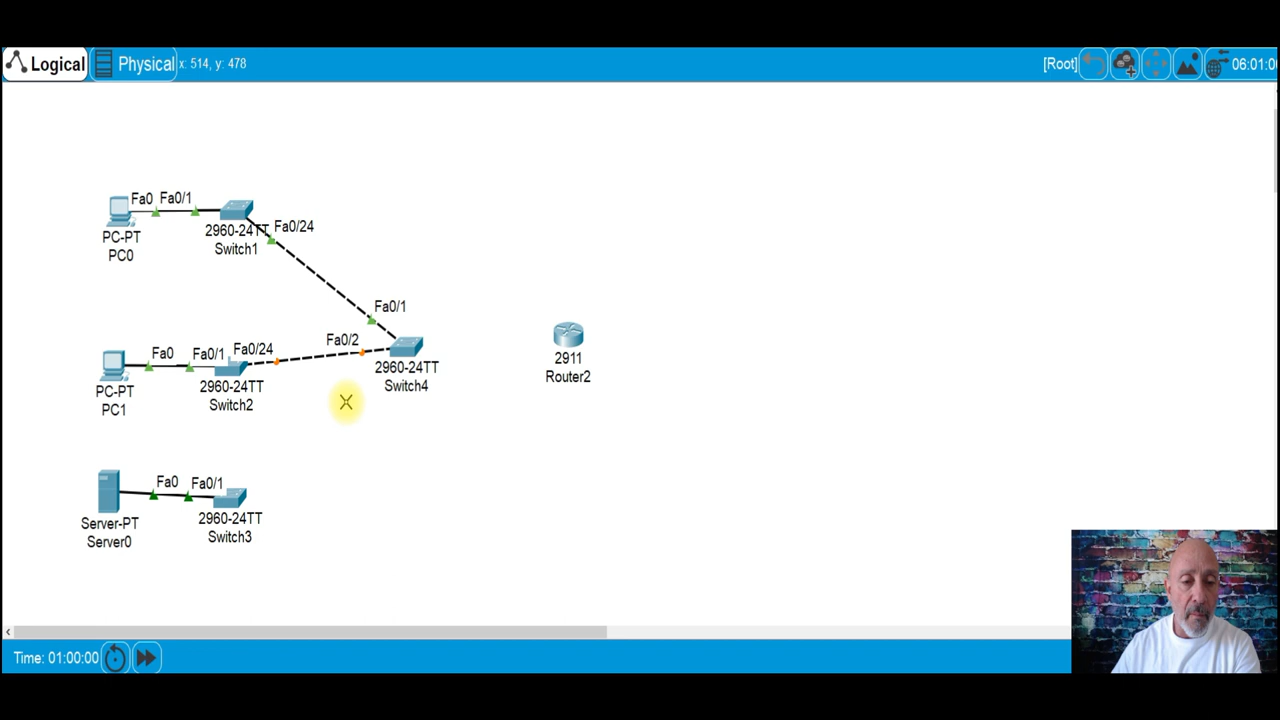 Logical
Physical
x: 514, y: 478
[Root]
06:01:0
Fa0
Fa0/1
PC-PT
PC0
2960-24TT
Switch1
Fa0/24
Fa0/1
Fa0/2
2960-24TT
Switch4
Fa0
Fa0/1
Fa0/24
PC-PT
PC1
2960-24TT
Switch2
2911
Router2
Fa0
Fa0/1
Server-PT
Server0
2960-24TT
Switch3
Time: 01:00:00